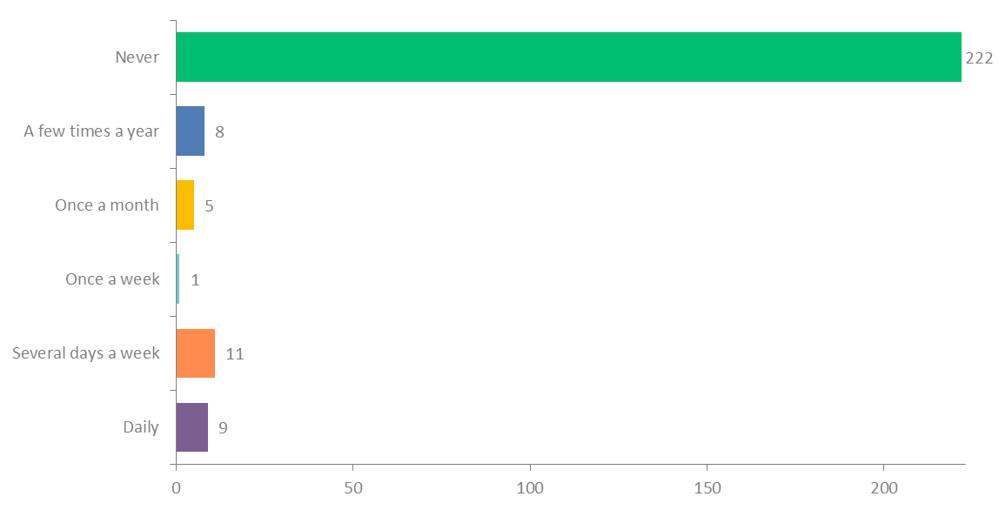 Never
222
A few times a year
8
Once a month
5
Once a week
1
Several days a week
11
Daily
9
0 50 100 150 200